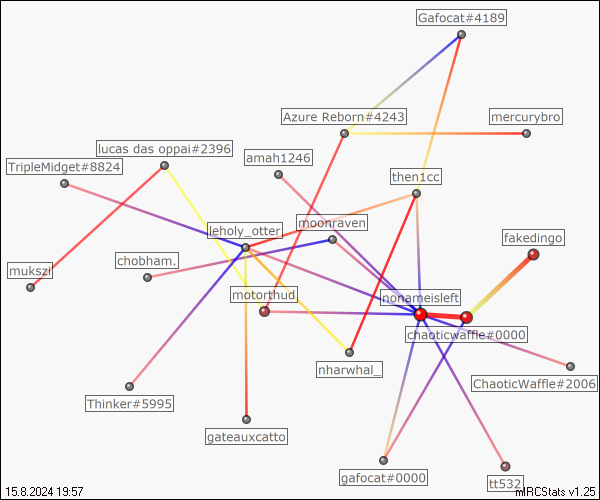 Gafocat#4189
Azure Reborn#4243
mercurybro
lucas das oppai#2396
amah1246
TripleMidget#8824
then1cc
moonraven
leholy_otter
fakedingo
chobham.
mukszi
motorthud
nonameisleft
chaoticwaffle#0000
nharwhal_
ChaoticWaffle#2006
Thinker#5995
gateauxcatto
gafocat#0000
tt532
15.8.2024 19:57
mIRCStats v1.25